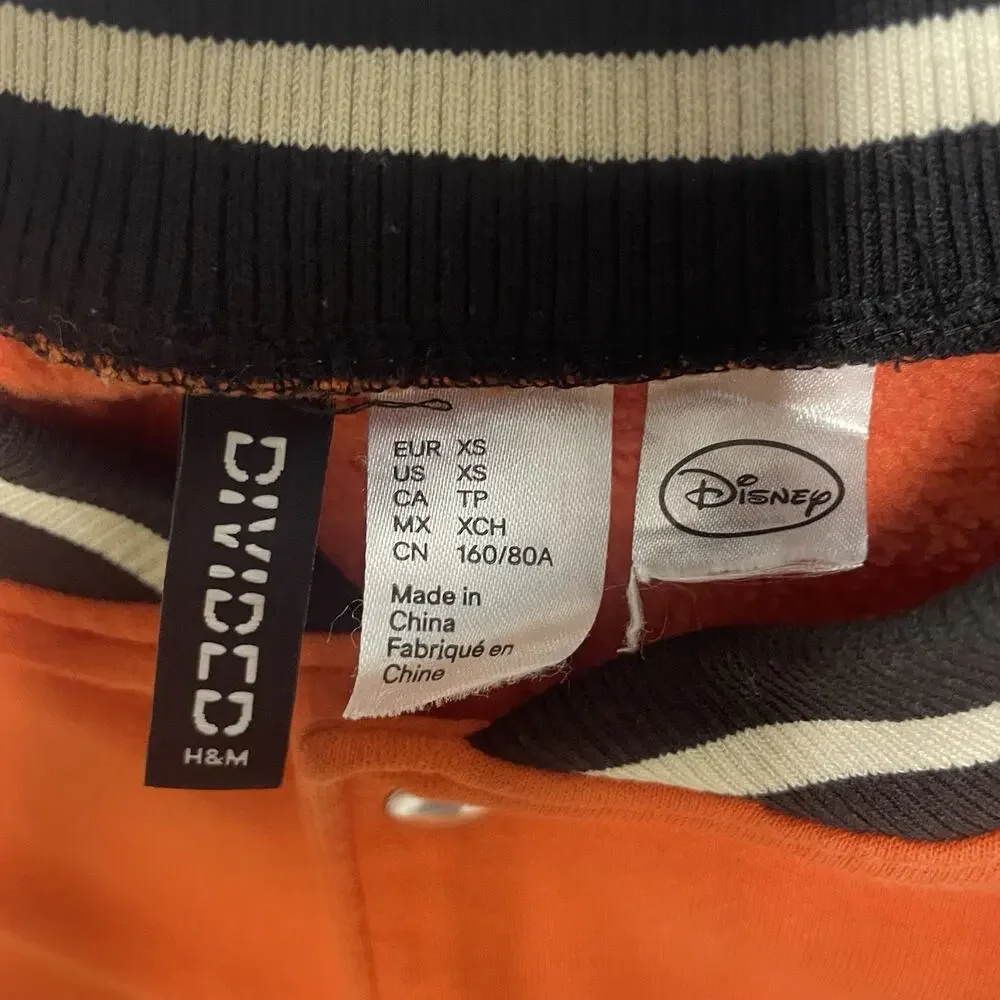 DIVIDED
H&M
EUR XS
US XS
CA TP
MX XCH
CN 160/80A
Made in
China
Fabriqué en
Chine
Disney